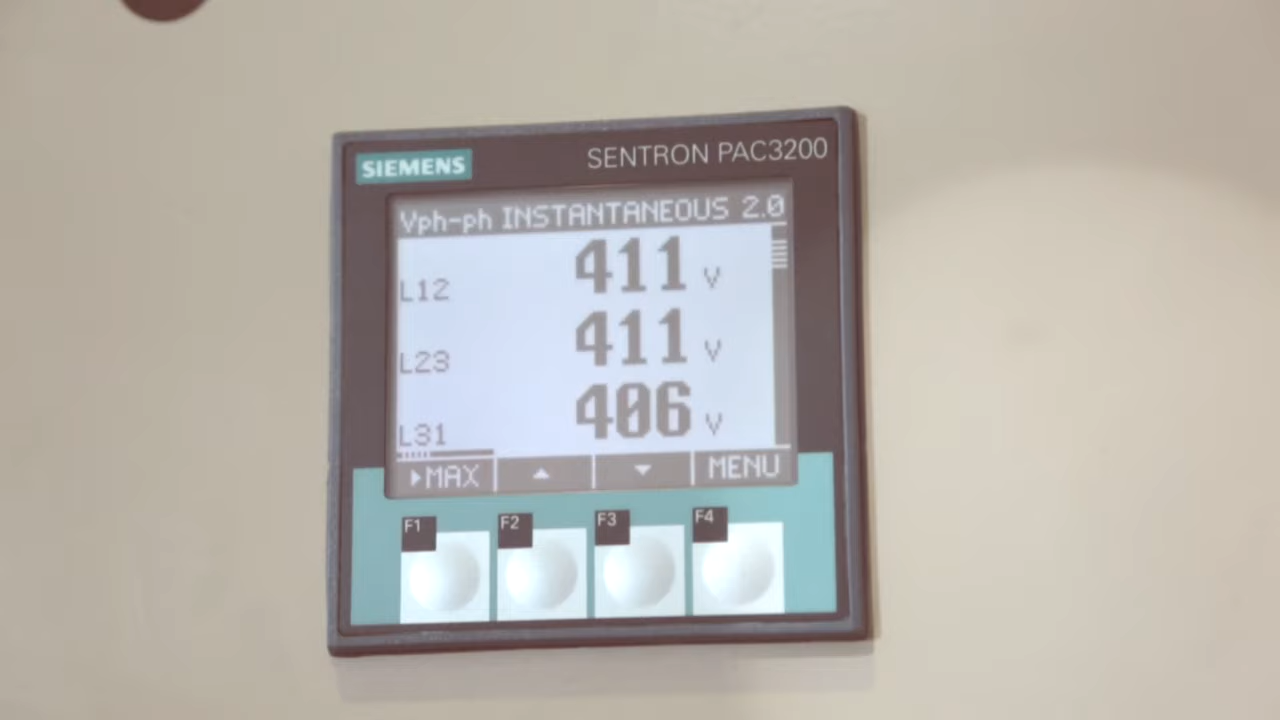 SIEMENS SENTRON PAC3200
Vph-ph INSTANTANEOUS 2.0
L12 411 V
L23 411 V
L31 406 V
MAX MENU
F1 F2 F3 F4